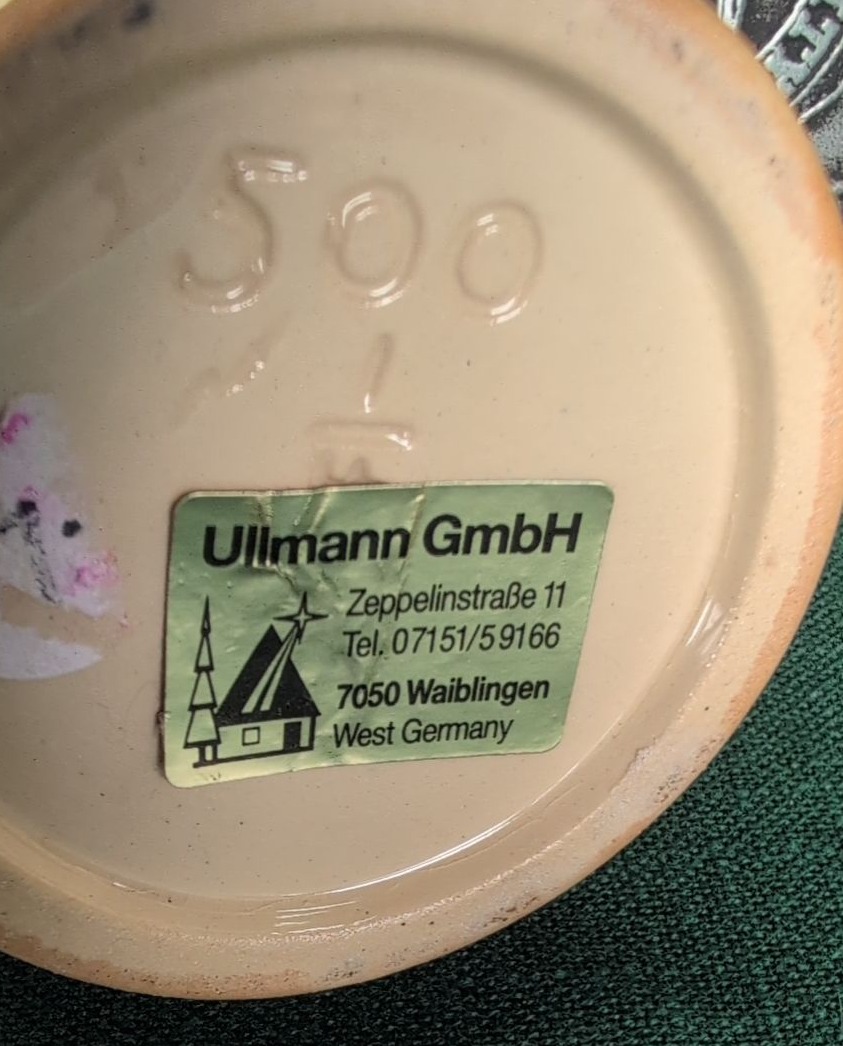 500
Ullmann GmbH
Zeppelinstraße 11
Tel. 07151/59166
7050 Waiblingen
West Germany